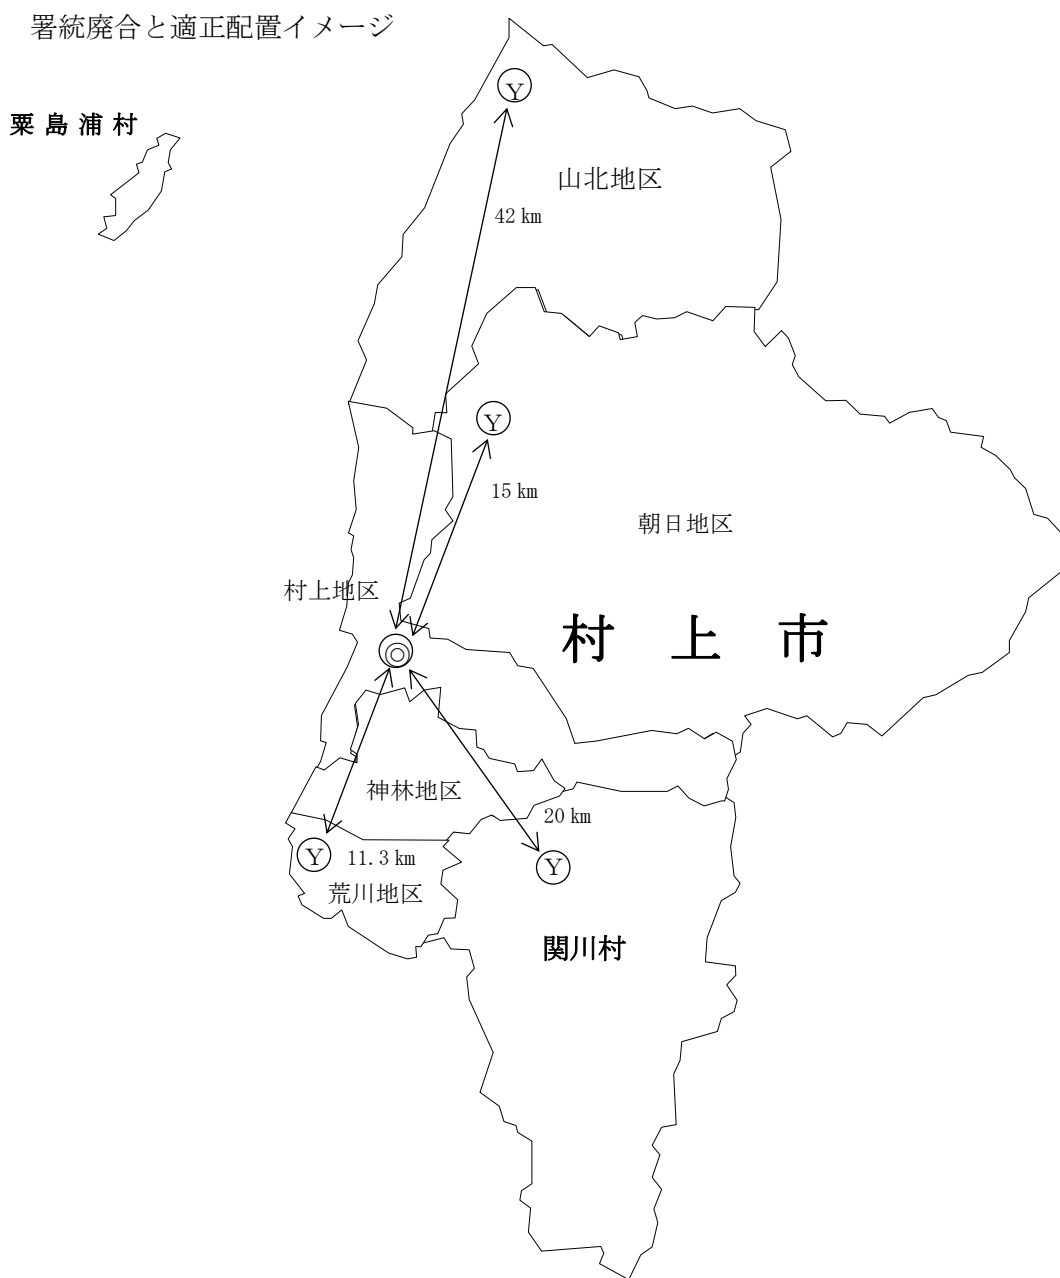 署統廃合と適正配置イメージ
Y
粟島浦村
山北地区
42 km
Y
15 km
朝日地区
村上地区
村上市
神林地区
20 km
Y
11.3 km
Y
荒川地区
関川村